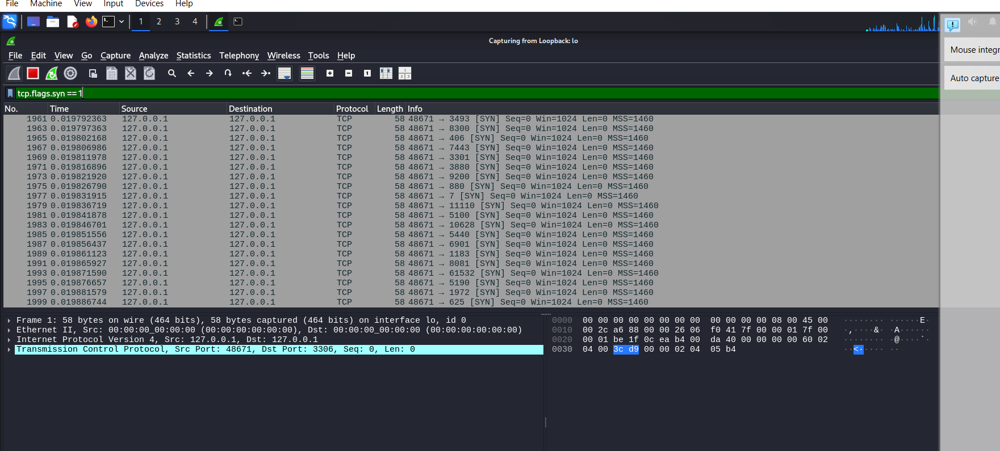 File Machine View Input Devices Help
1 2 3 4
Capturing from Loopback: lo
Mouse integr
File Edit View Go Capture Analyze Statistics Telephony Wireless Tools Help
Auto capture
tcp.flags.syn == 1
No. Time Source Destination Protocol Length Info
1961 0.019792363 127.0.0.1 127.0.0.1 TCP 58 48671 → 3493 [SYN] Seq=0 Win=1024 Len=0 MSS=1460
1963 0.019797363 127.0.0.1 127.0.0.1 TCP 58 48671 → 8300 [SYN] Seq=0 Win=1024 Len=0 MSS=1460
1965 0.019802168 127.0.0.1 127.0.0.1 TCP 58 48671 → 406 [SYN] Seq=0 Win=1024 Len=0 MSS=1460
1967 0.019806986 127.0.0.1 127.0.0.1 TCP 58 48671 → 7443 [SYN] Seq=0 Win=1024 Len=0 MSS=1460
1969 0.019811978 127.0.0.1 127.0.0.1 TCP 58 48671 → 3301 [SYN] Seq=0 Win=1024 Len=0 MSS=1460
1971 0.019816896 127.0.0.1 127.0.0.1 TCP 58 48671 → 3880 [SYN] Seq=0 Win=1024 Len=0 MSS=1460
1973 0.019821920 127.0.0.1 127.0.0.1 TCP 58 48671 → 9200 [SYN] Seq=0 Win=1024 Len=0 MSS=1460
1975 0.019826790 127.0.0.1 127.0.0.1 TCP 58 48671 → 880 [SYN] Seq=0 Win=1024 Len=0 MSS=1460
1977 0.019831915 127.0.0.1 127.0.0.1 TCP 58 48671 → 7 [SYN] Seq=0 Win=1024 Len=0 MSS=1460
1979 0.019836719 127.0.0.1 127.0.0.1 TCP 58 48671 → 11110 [SYN] Seq=0 Win=1024 Len=0 MSS=1460
1981 0.019841878 127.0.0.1 127.0.0.1 TCP 58 48671 → 5100 [SYN] Seq=0 Win=1024 Len=0 MSS=1460
1983 0.019846701 127.0.0.1 127.0.0.1 TCP 58 48671 → 10628 [SYN] Seq=0 Win=1024 Len=0 MSS=1460
1985 0.019851556 127.0.0.1 127.0.0.1 TCP 58 48671 → 5440 [SYN] Seq=0 Win=1024 Len=0 MSS=1460
1987 0.019856437 127.0.0.1 127.0.0.1 TCP 58 48671 → 6901 [SYN] Seq=0 Win=1024 Len=0 MSS=1460
1989 0.019861123 127.0.0.1 127.0.0.1 TCP 58 48671 → 1183 [SYN] Seq=0 Win=1024 Len=0 MSS=1460
1991 0.019865927 127.0.0.1 127.0.0.1 TCP 58 48671 → 8081 [SYN] Seq=0 Win=1024 Len=0 MSS=1460
1993 0.019871590 127.0.0.1 127.0.0.1 TCP 58 48671 → 61532 [SYN] Seq=0 Win=1024 Len=0 MSS=1460
1995 0.019876657 127.0.0.1 127.0.0.1 TCP 58 48671 → 5190 [SYN] Seq=0 Win=1024 Len=0 MSS=1460
1997 0.019881579 127.0.0.1 127.0.0.1 TCP 58 48671 → 1972 [SYN] Seq=0 Win=1024 Len=0 MSS=1460
1999 0.019886744 127.0.0.1 127.0.0.1 TCP 58 48671 → 625 [SYN] Seq=0 Win=1024 Len=0 MSS=1460
Frame 1: 58 bytes on wire (464 bits), 58 bytes captured (464 bits) on interface lo, id 0
Ethernet II, Src: 00:00:00_00:00:00 (00:00:00:00:00:00), Dst: 00:00:00_00:00:00 (00:00:00:00:00:00)
Internet Protocol Version 4, Src: 127.0.0.1, Dst: 127.0.0.1
Transmission Control Protocol, Src Port: 48671, Dst Port: 3306, Seq: 0, Len: 0
0000 00 00 00 00 00 00 00 00 00 00 00 00 08 00 45 00 ········ ······E·
0010 00 2c a6 88 00 00 26 06 f0 41 7f 00 00 01 7f 00 ·,····&· ·A······
0020 00 01 be 1f 0c ea b4 00 da 40 00 00 00 00 60 02 ········ ·@····`·
0030 04 00 3c d9 00 00 02 04 05 b4 ··<····· ··